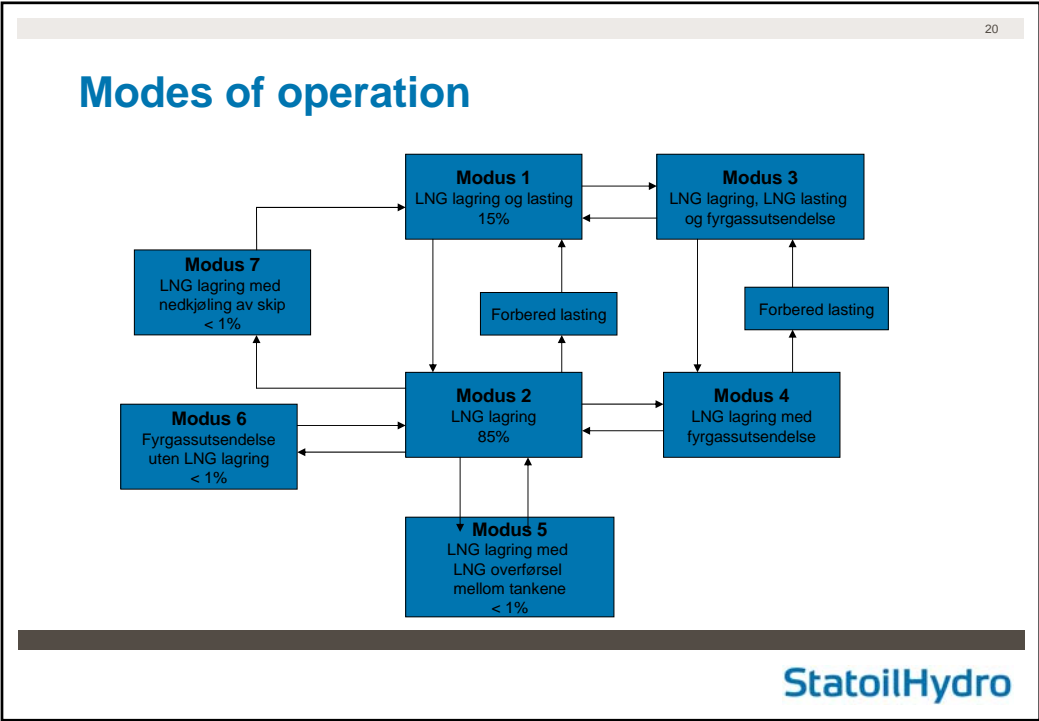 20
Modes of operation
Modus 1
LNG lagring og lasting
15%
Modus 3
LNG lagring, LNG lasting
og fyrgassutsendelse
Modus 7
LNG lagring med
nedkjøling av skip
< 1%
Forbered lasting
Forbered lasting
Modus 2
LNG lagring
85%
Modus 4
LNG lagring med
fyrgassutsendelse
Modus 6
Fyrgassutsendelse
uten LNG lagring
< 1%
Modus 5
LNG lagring med
LNG overførsel
mellom tankene
< 1%
StatoilHydro